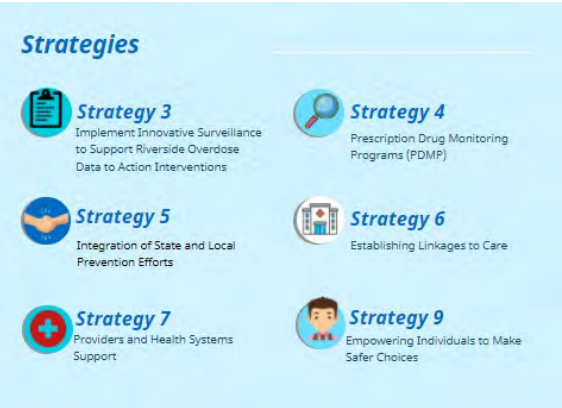 Strategies
Strategy 3
Implement Innovative Surveillance
to Support Riverside Overdose
Data to Action Interventions
Strategy 4
Prescription Drug Monitoring
Programs (PDMP)
Strategy 5
Integration of State and Local
Prevention Efforts
Strategy 6
Establishing Linkages to Care
Strategy 7
Providers and Health Systems
Support
Strategy 9
Empowering Individuals to Make
Safer Choices